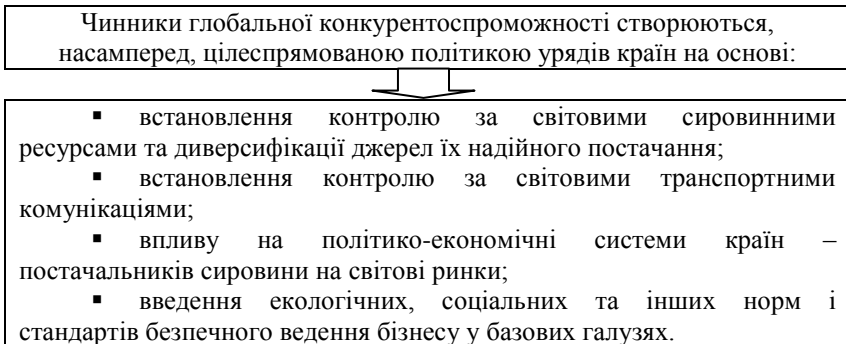 Чинники глобальної конкурентоспроможності створюються,
насамперед, цілеспрямованою політикою урядів країн на основі:
▪ встановлення контролю за світовими сировинними
ресурсами та диверсифікації джерел їх надійного постачання;
▪ встановлення контролю за світовими транспортними
комунікаціями;
▪ впливу на політико-економічні системи країн –
постачальників сировини на світові ринки;
▪ введення екологічних, соціальних та інших норм і
стандартів безпечного ведення бізнесу у базових галузях.